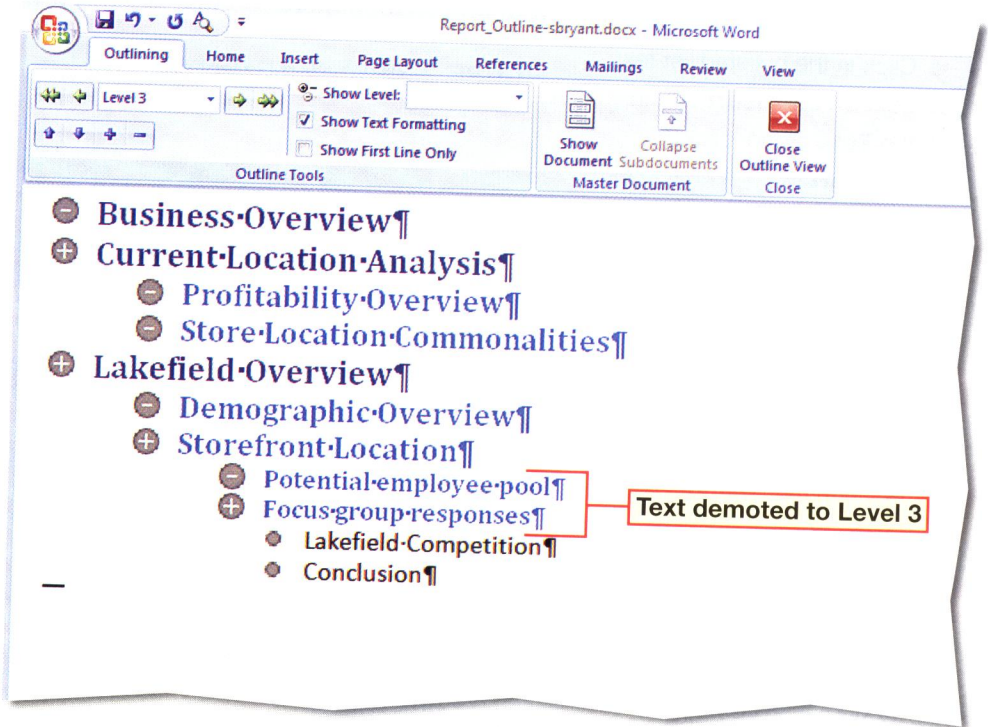 Report_Outline-sbryant.docx - Microsoft Word
Outlining Home Insert Page Layout References Mailings Review View
Level 3
Show Level:
Show Text Formatting
Show First Line Only
Outline Tools
Show Document
Collapse Subdocuments
Master Document
Close Outline View
Close
Business·Overview¶
Current·Location·Analysis¶
Profitability·Overview¶
Store·Location·Commonalities¶
Lakefield·Overview¶
Demographic·Overview¶
Storefront·Location¶
Potential·employee·pool¶
Focus·group·responses¶
Text demoted to Level 3
Lakefield·Competition¶
Conclusion¶